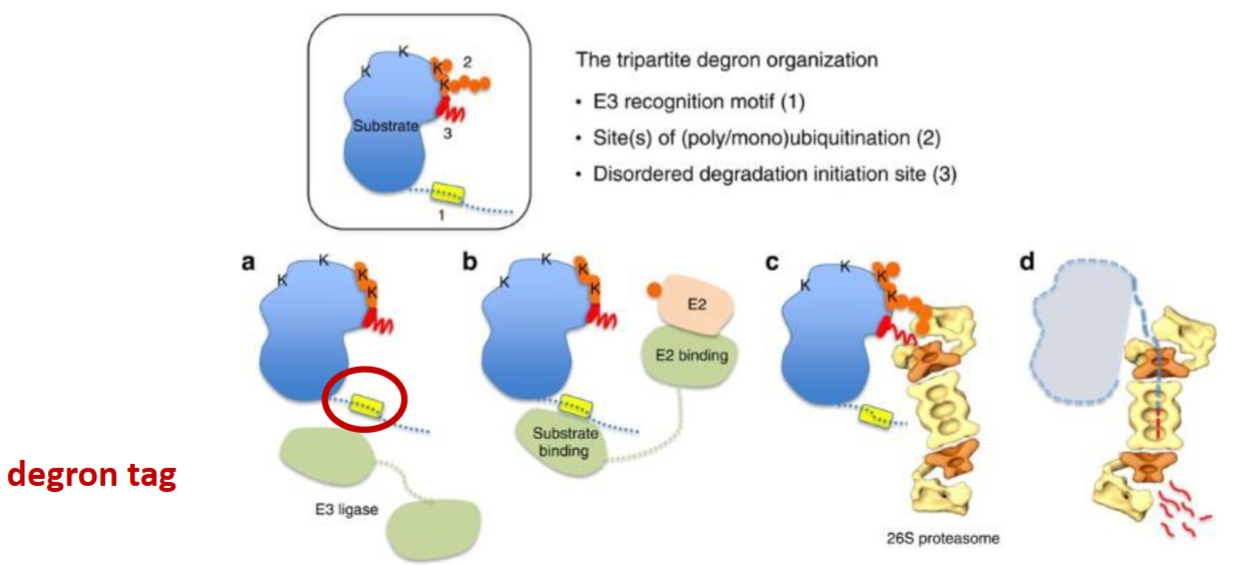 The tripartite degron organization
• E3 recognition motif (1)
• Site(s) of (poly/mono)ubiquitination (2)
• Disordered degradation initiation site (3)
K
K
K
K
2
Substrate
3
1
a
K
K
K
K
E3 ligase
b
K
K
K
K
E2
E2 binding
Substrate
binding
c
K
K
K
K
26S proteasome
d
degron tag